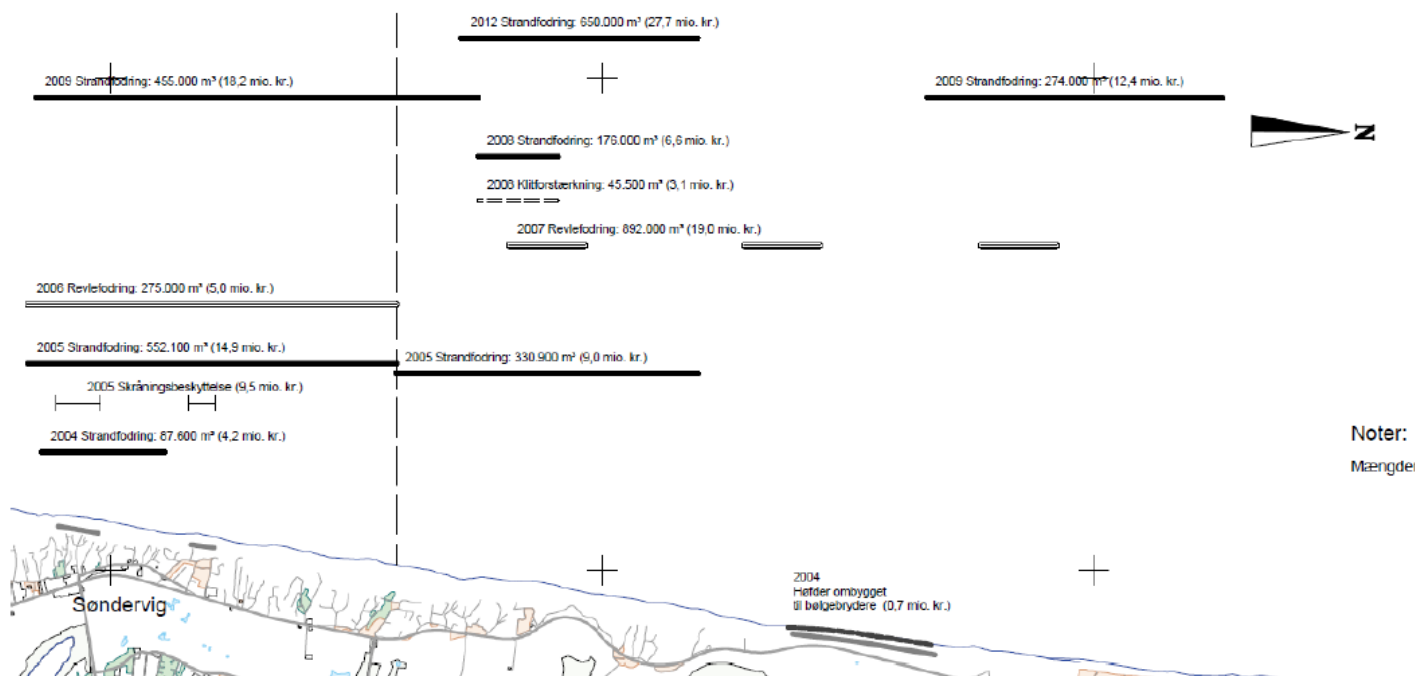 2012 Strandfodring: 650.000 m³ (27,7 mio. kr.)
2009 Strandfodring: 455.000 m³ (18,2 mio. kr.)
2009 Strandfodring: 274.000 m³ (12,4 mio. kr.)
N
2008 Strandfodring: 176.000 m³ (6,6 mio. kr.)
2008 Klitforstærkning: 45.500 m³ (3,1 mio. kr.)
2007 Revlefodring: 892.000 m³ (19,0 mio. kr.)
2006 Revlefodring: 275.000 m³ (5,0 mio. kr.)
2005 Strandfodring: 552.100 m³ (14,9 mio. kr.)
2005 Strandfodring: 330.900 m³ (9,0 mio. kr.)
2005 Skråningsbeskyttelse (9,5 mio. kr.)
2004 Strandfodring: 87.600 m³ (4,2 mio. kr.)
Noter:
Mængder
2004
Høfder ombygget
til bølgebrydere (0,7 mio. kr.)
Søndervig